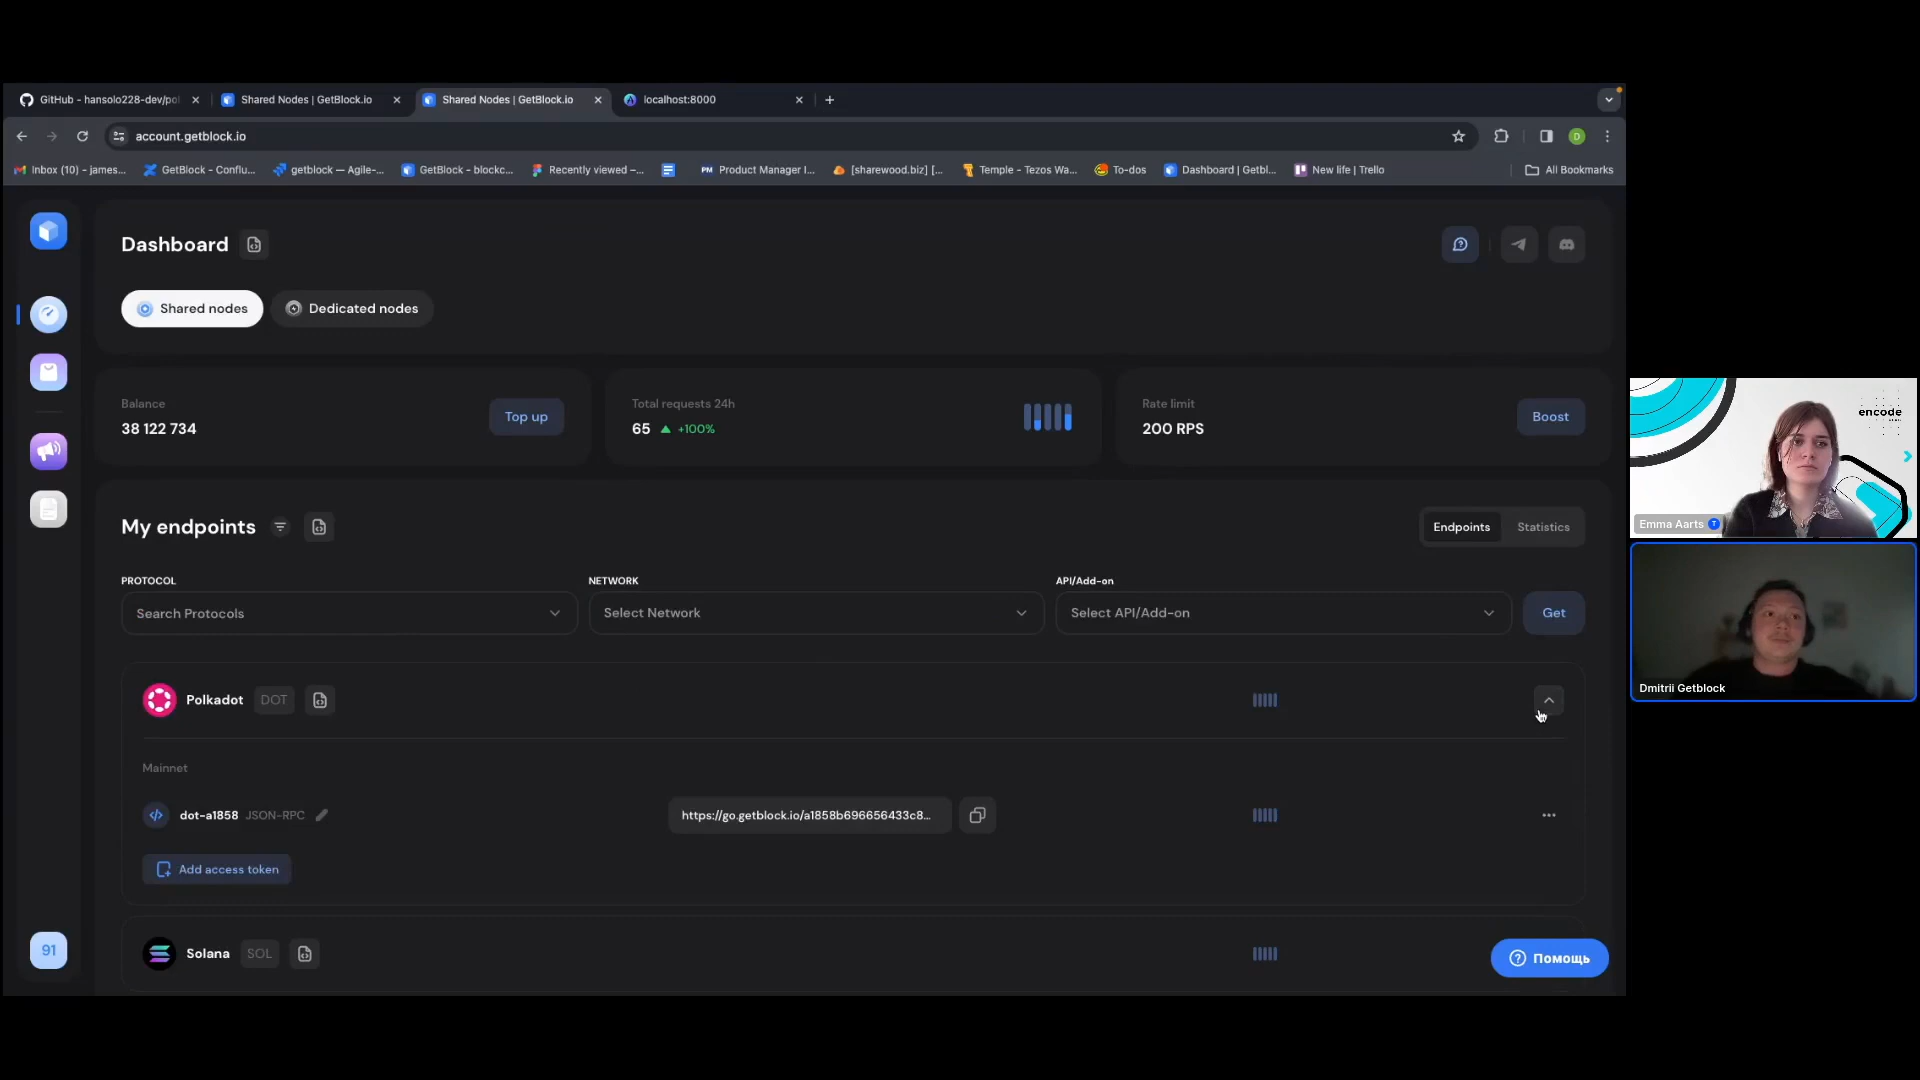 GitHub - hansolo228-dev/pol
Shared Nodes | GetBlock.io
Shared Nodes | GetBlock.io
localhost:8000
account.getblock.io
Inbox (10) – james...
GetBlock - Conflu...
getblock — Agile-...
GetBlock - blockc...
Recently viewed –...
PM Product Manager I...
[sharewood.biz] [...
Temple - Tezos Wa...
To-dos
Dashboard | Getbl...
New life | Trello
All Bookmarks
Dashboard
Shared nodes
Dedicated nodes
Balance
38 122 734
Top up
Total requests 24h
65 +100%
Rate limit
200 RPS
Boost
My endpoints
Endpoints
Statistics
PROTOCOL
NETWORK
API/Add-on
Search Protocols
Select Network
Select API/Add-on
Get
Polkadot DOT
Mainnet
dot-a1858 JSON-RPC
https://go.getblock.io/a1858b696656433c8...
Add access token
Solana SOL
91
Помощь
D
encode
Emma Aarts
Dmitrii Getblock